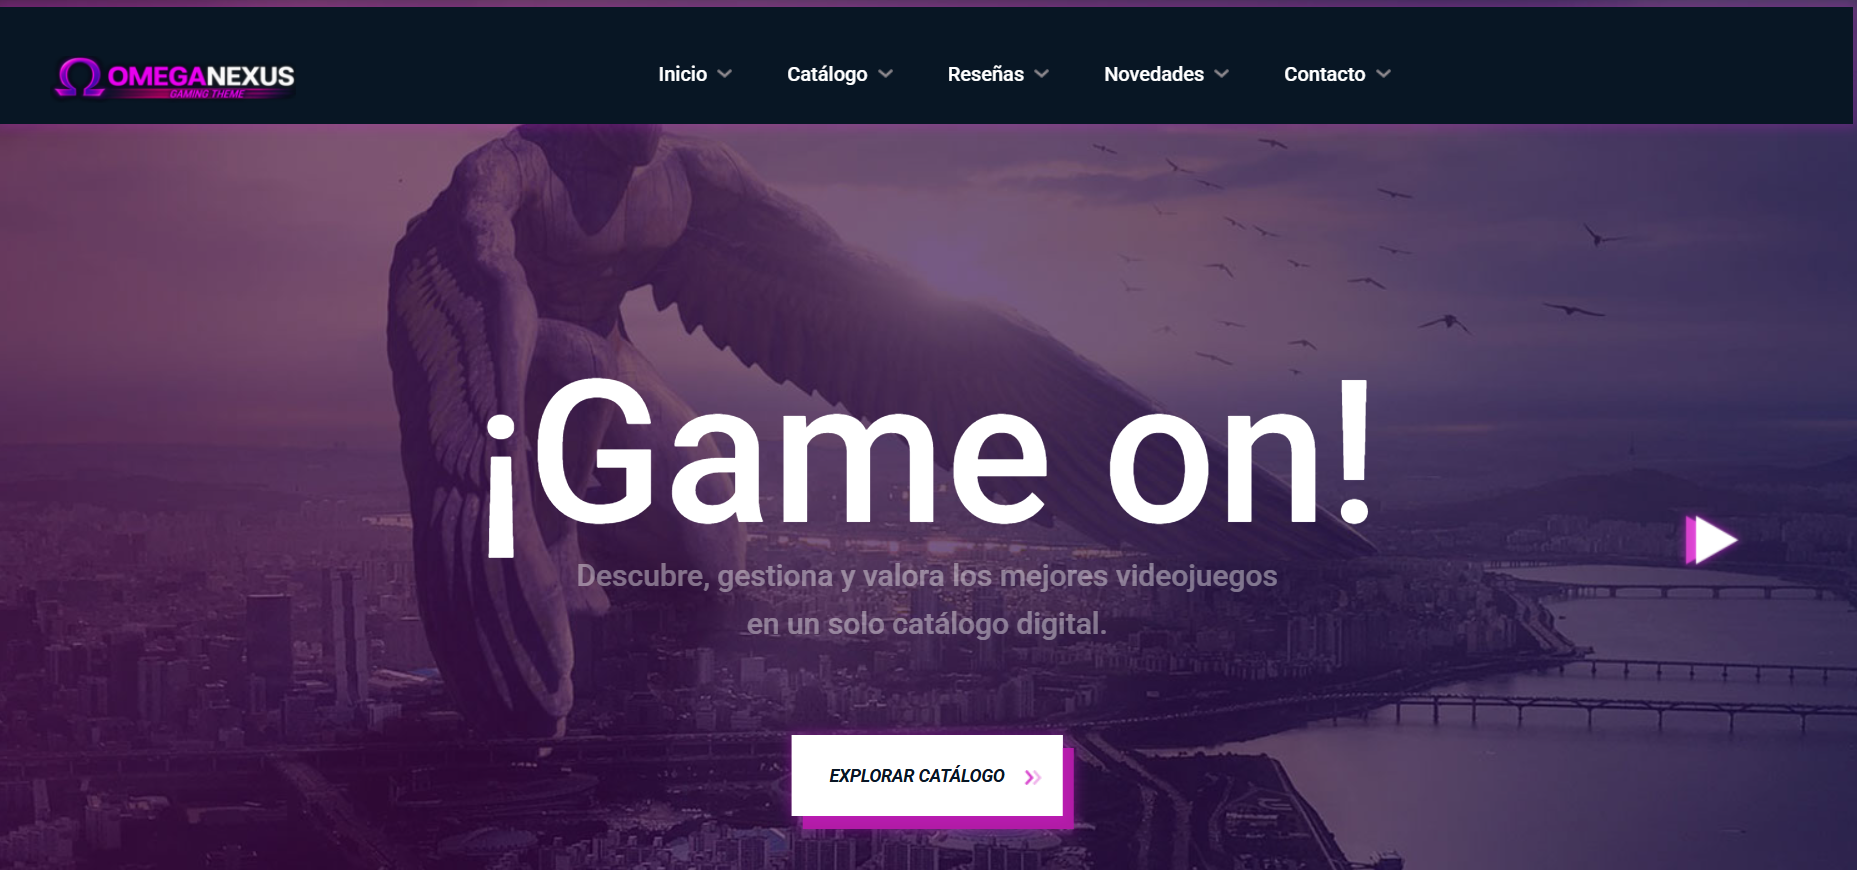 OMEGANEXUS
GAMING THEME
Inicio
Catálogo
Reseñas
Novedades
Contacto
¡Game on!
Descubre, gestiona y valora los mejores videojuegos
en un solo catálogo digital.
EXPLORAR CATÁLOGO